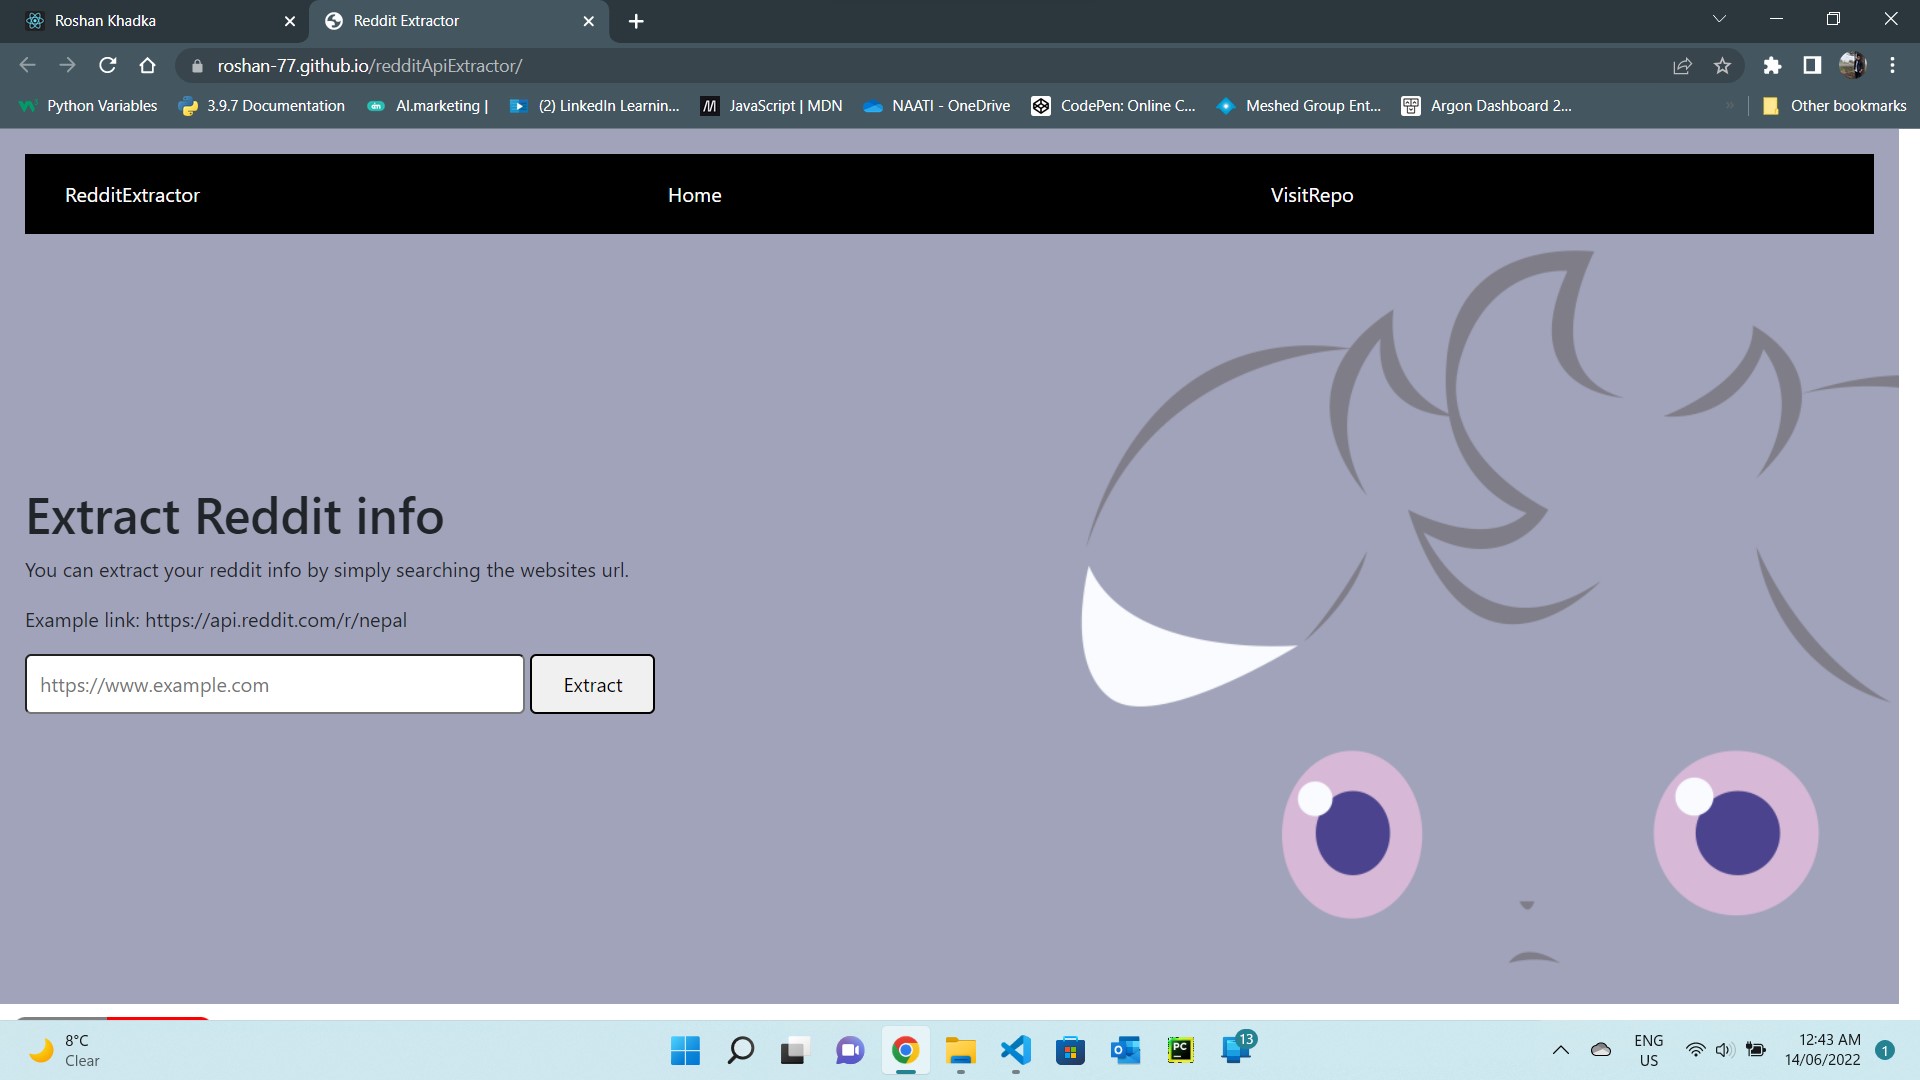 Roshan Khadka
Reddit Extractor
roshan-77.github.io/redditApiExtractor/
Python Variables
3.9.7 Documentation
AI.marketing |
(2) LinkedIn Learnin...
JavaScript | MDN
NAATI - OneDrive
CodePen: Online C...
Meshed Group Ent...
Argon Dashboard 2...
»
Other bookmarks
RedditExtractor
Home
VisitRepo
Extract Reddit info
You can extract your reddit info by simply searching the websites url.
Example link: https://api.reddit.com/r/nepal
https://www.example.com
Extract
8°C
Clear
PC
13
ENG
US
12:43 AM
14/06/2022
1